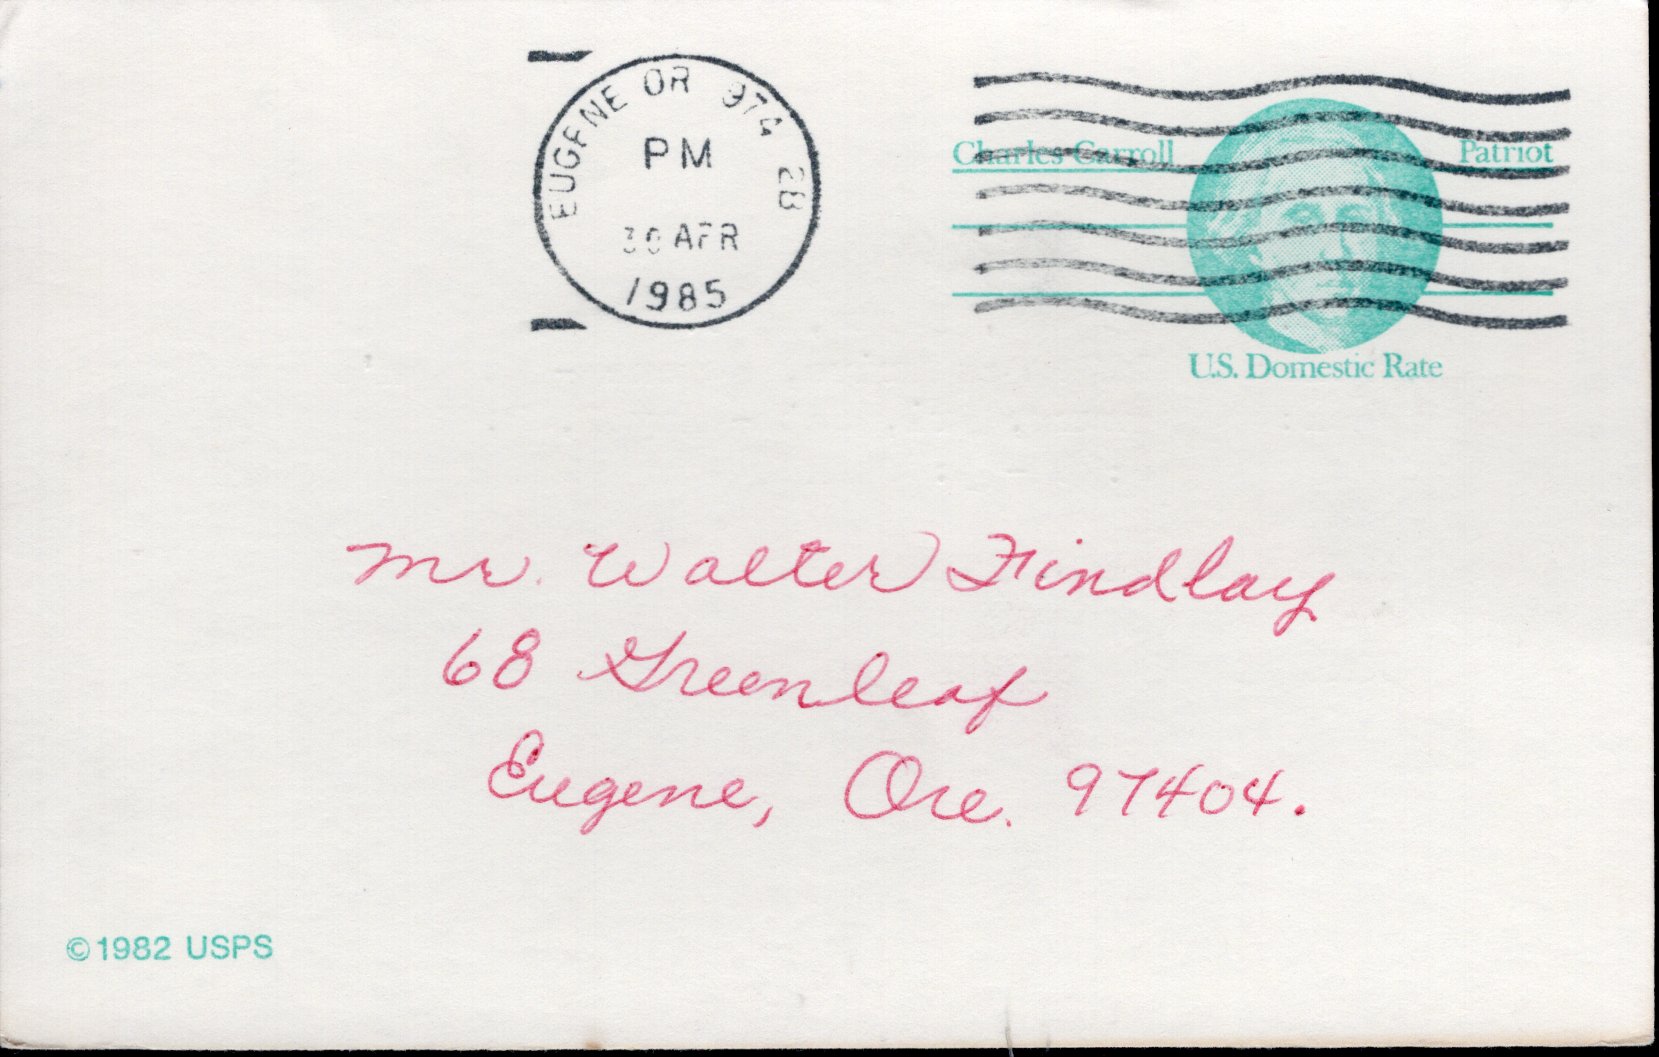 EUGENE OR 974 2B
PM
30 APR
1985
Charles Carroll
Patriot
U.S. Domestic Rate
Mr. Walter Findlay
68 Greenleaf
Eugene, Ore. 97404.
©1982 USPS